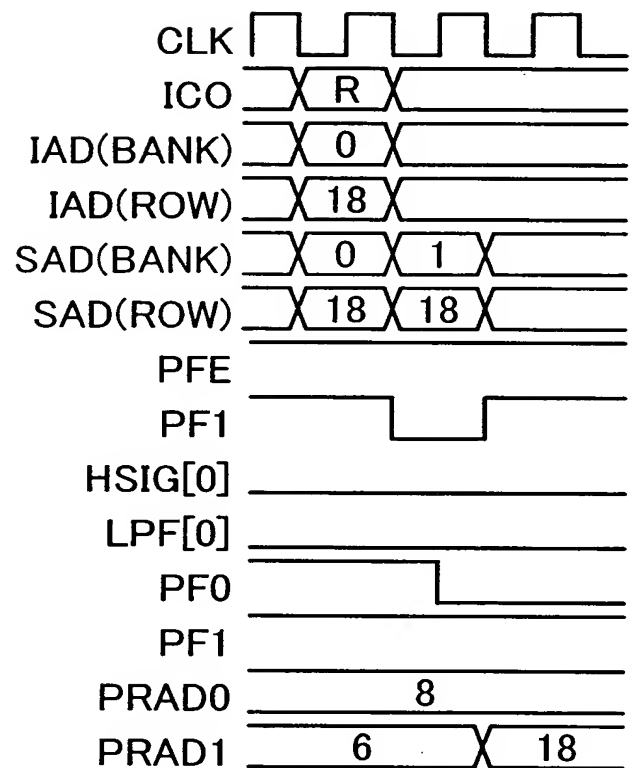 CLK
ICO R
IAD(BANK) 0
IAD(ROW) 18
SAD(BANK) 0 1
SAD(ROW) 18 18
PFE
PF1
HSIG[0]
LPF[0]
PF0
PF1
PRAD0 8
PRAD1 6 18